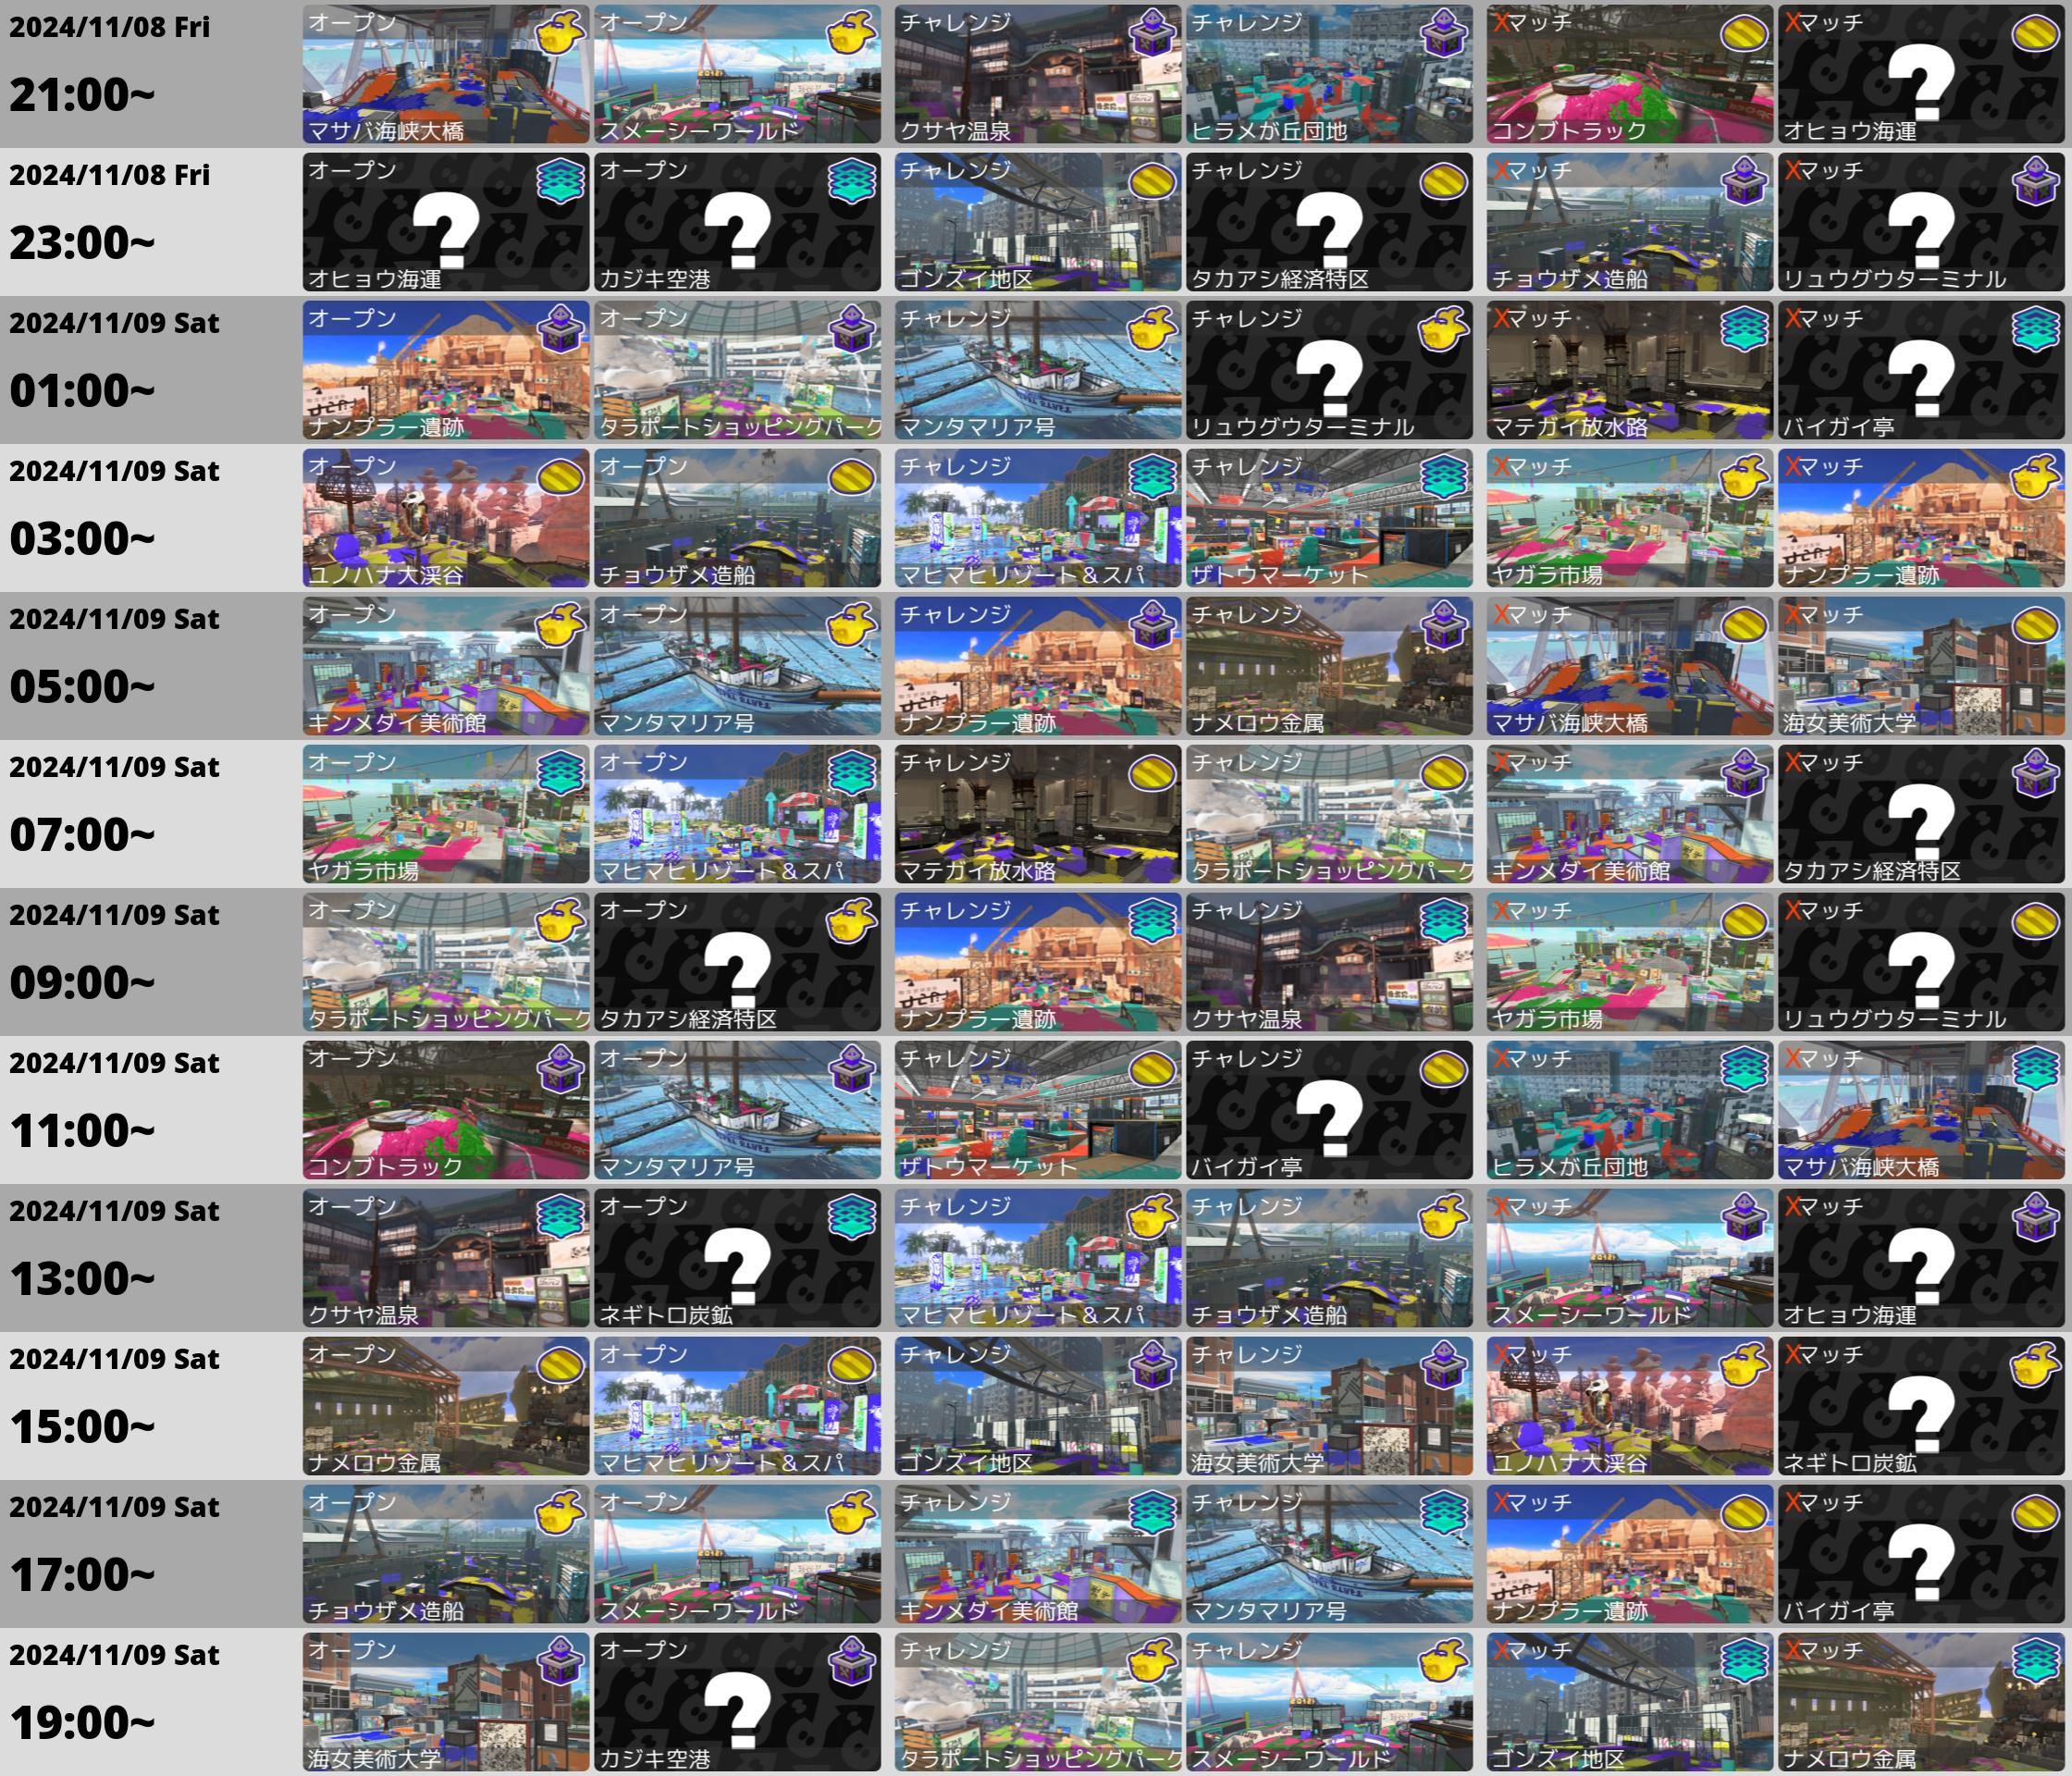 2024/11/08 Fri
21:00~
オープン
マサバ海峡大橋
オープン
スメーシーワールド
チャレンジ
クサヤ温泉
チャレンジ
ヒラメが丘団地
Xマッチ
コンブトラック
Xマッチ
オヒョウ海運
2024/11/08 Fri
23:00~
オープン
オヒョウ海運
オープン
カジキ空港
チャレンジ
ゴンズイ地区
チャレンジ
タカアシ経済特区
Xマッチ
チョウザメ造船
Xマッチ
リュウグウターミナル
2024/11/09 Sat
01:00~
オープン
ナンプラー遺跡
オープン
タラポートショッピングパーク
チャレンジ
マンタマリア号
チャレンジ
リュウグウターミナル
Xマッチ
マテガイ放水路
Xマッチ
バイガイ亭
2024/11/09 Sat
03:00~
オープン
ユノハナ大渓谷
オープン
チョウザメ造船
チャレンジ
マヒマヒリゾート&スパ
チャレンジ
ザトウマーケット
Xマッチ
ヤガラ市場
Xマッチ
ナンプラー遺跡
2024/11/09 Sat
05:00~
オープン
キンメダイ美術館
オープン
マンタマリア号
チャレンジ
ナンプラー遺跡
チャレンジ
ナメロウ金属
Xマッチ
マサバ海峡大橋
Xマッチ
海女美術大学
2024/11/09 Sat
07:00~
オープン
ヤガラ市場
オープン
マヒマヒリゾート&スパ
チャレンジ
マテガイ放水路
チャレンジ
タラポートショッピングパーク
Xマッチ
キンメダイ美術館
Xマッチ
タカアシ経済特区
2024/11/09 Sat
09:00~
オープン
タラポートショッピングパーク
オープン
タカアシ経済特区
チャレンジ
ナンプラー遺跡
チャレンジ
クサヤ温泉
Xマッチ
ヤガラ市場
Xマッチ
リュウグウターミナル
2024/11/09 Sat
11:00~
オープン
コンブトラック
オープン
マンタマリア号
チャレンジ
ザトウマーケット
チャレンジ
バイガイ亭
Xマッチ
ヒラメが丘団地
Xマッチ
マサバ海峡大橋
2024/11/09 Sat
13:00~
オープン
クサヤ温泉
オープン
ネギトロ炭鉱
チャレンジ
マヒマヒリゾート&スパ
チャレンジ
チョウザメ造船
Xマッチ
スメーシーワールド
Xマッチ
オヒョウ海運
2024/11/09 Sat
15:00~
オープン
ナメロウ金属
オープン
マヒマヒリゾート&スパ
チャレンジ
ゴンズイ地区
チャレンジ
海女美術大学
Xマッチ
ユノハナ大渓谷
Xマッチ
ネギトロ炭鉱
2024/11/09 Sat
17:00~
オープン
チョウザメ造船
オープン
スメーシーワールド
チャレンジ
キンメダイ美術館
チャレンジ
マンタマリア号
Xマッチ
ナンプラー遺跡
Xマッチ
バイガイ亭
2024/11/09 Sat
19:00~
オープン
海女美術大学
オープン
カジキ空港
チャレンジ
タラポートショッピングパーク
チャレンジ
スメーシーワールド
Xマッチ
ゴンズイ地区
Xマッチ
ナメロウ金属